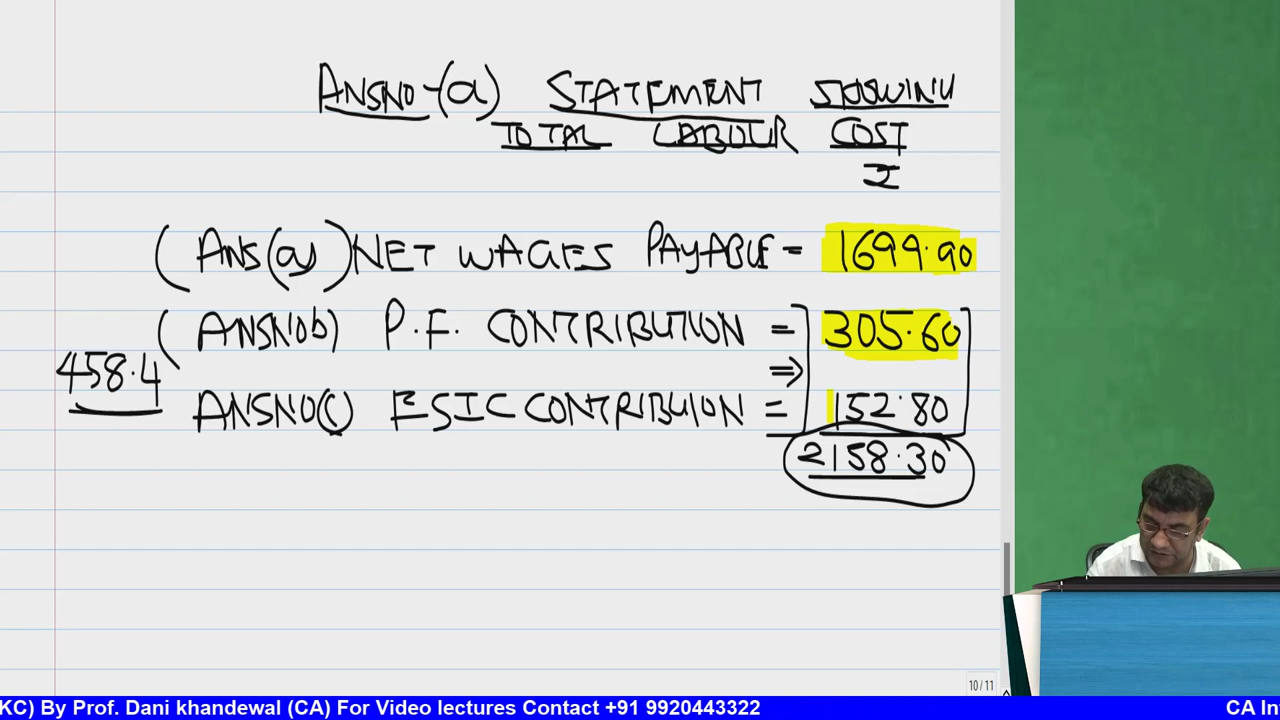 ANSNO-(a) STATEMENT SHOWING
TOTAL LABOUR COST
₹
(ANS(a)) NET WAGES PAYABLE = 1699.90
(ANSNO b) P.F. CONTRIBUTION = 305.60
458.4 ⇒
ANSNO(c) ESIC CONTRIBUION = 152.80
2158.30
10 / 11
KC) By Prof. Dani khandewal (CA) For Video lectures Contact +91 9920443322 CA In